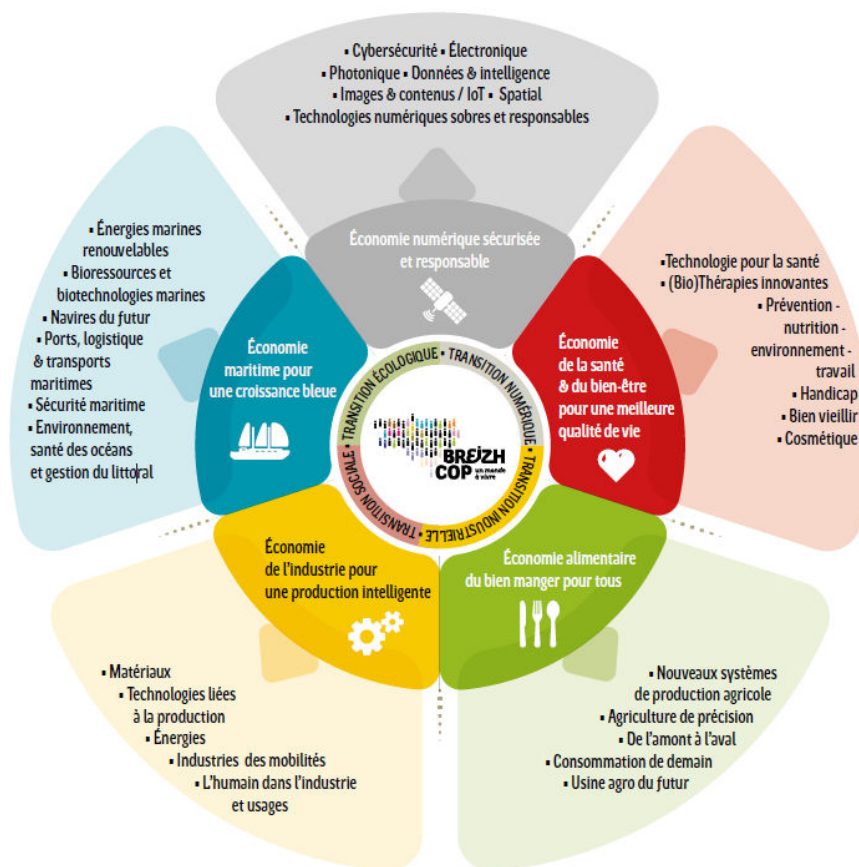 ▪ Cybersécurité ▪ Électronique
▪ Photonique ▪ Données & intelligence
▪ Images & contenus / IoT ▪ Spatial
▪ Technologies numériques sobres et responsables
Économie numérique sécurisée
et responsable
▪ Énergies marines
renouvelables
▪ Bioressources et
biotechnologies marines
▪ Navires du futur
▪ Ports, logistique
& transports
maritimes
▪ Sécurité maritime
▪ Environnement,
santé des océans
et gestion du littoral
Économie
maritime pour
une croissance bleue
▪Technologie pour la santé
▪ (Bio)Thérapies innovantes
▪ Prévention -
nutrition -
environnement -
travail
▪ Handicap
▪ Bien vieillir
▪ Cosmétique
Économie
de la santé
& du bien-être
pour une meilleure
qualité de vie
TRANSITION ÉCOLOGIQUE ▪ TRANSITION NUMÉRIQUE ▪ TRANSITION INDUSTRIELLE ▪ TRANSITION SOCIALE ▪
BREIZH
COP
un monde
à vivre
Économie
de l'industrie pour
une production intelligente
Économie alimentaire
du bien manger pour tous
▪ Matériaux
▪ Technologies liées
à la production
▪ Énergies
▪ Industries des mobilités
▪ L'humain dans l'industrie
et usages
▪ Nouveaux systèmes
de production agricole
▪ Agriculture de précision
▪ De l'amont à l'aval
▪ Consommation de demain
▪ Usine agro du futur